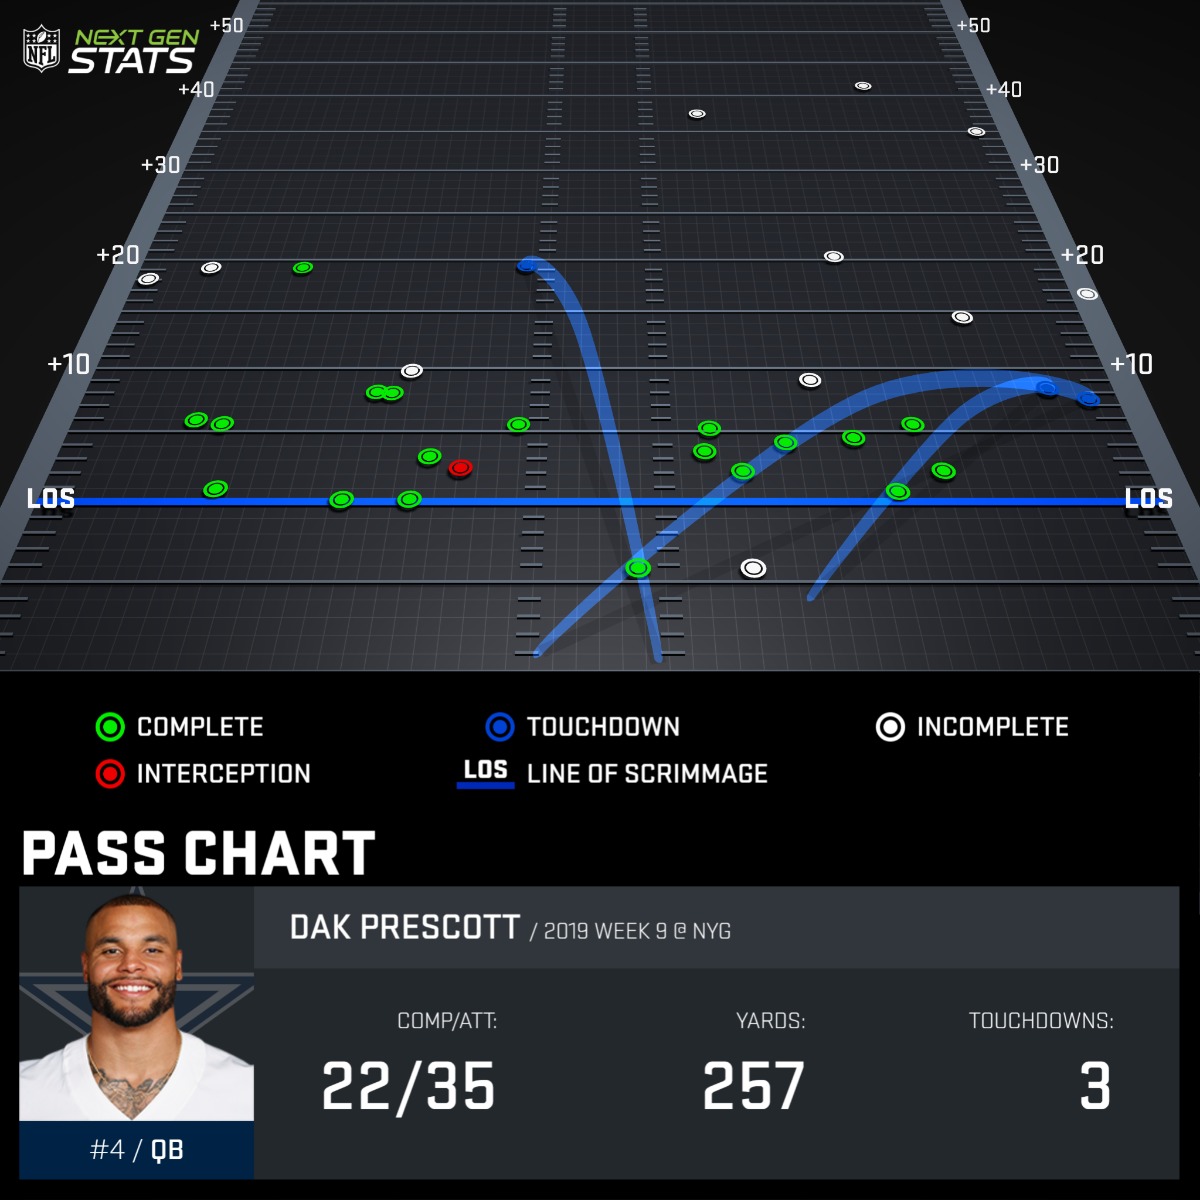 NFL
NEXT GEN
STATS
+50 +50
+40 +40
+30 +30
+20 +20
+10 +10
LOS LOS
COMPLETE TOUCHDOWN INCOMPLETE
INTERCEPTION LOS LINE OF SCRIMMAGE
PASS CHART
DAK PRESCOTT / 2019 WEEK 9 @ NYG
COMP/ATT: YARDS: TOUCHDOWNS:
22/35 257 3
#4 / QB